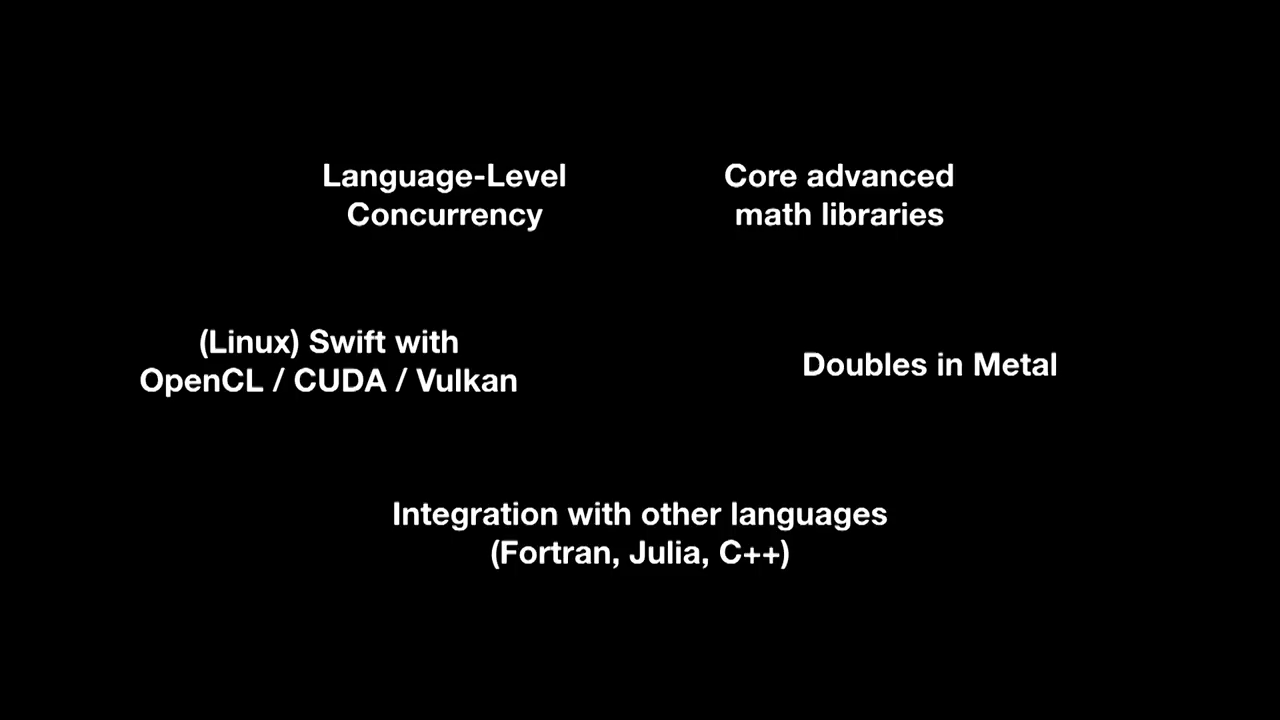 Language-Level
Concurrency
Core advanced
math libraries
(Linux) Swift with
OpenCL / CUDA / Vulkan
Doubles in Metal
Integration with other languages
(Fortran, Julia, C++)